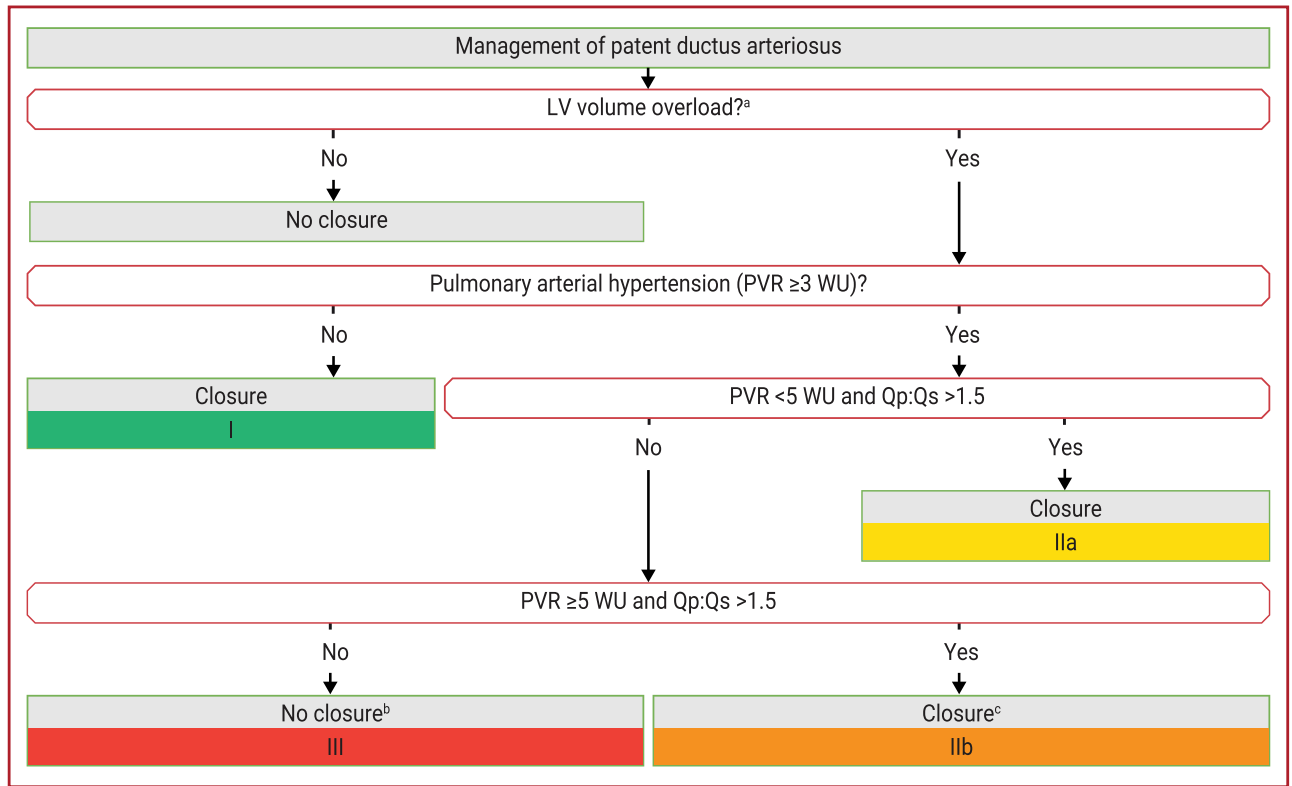 Management of patent ductus arteriosus
LV volume overload?ᵃ
No
Yes
No closure
Pulmonary arterial hypertension (PVR ≥3 WU)?
No
Yes
Closure
I
PVR <5 WU and Qp:Qs >1.5
No
Yes
Closure
IIa
PVR ≥5 WU and Qp:Qs >1.5
No
Yes
No closureᵇ
III
Closureᶜ
IIb